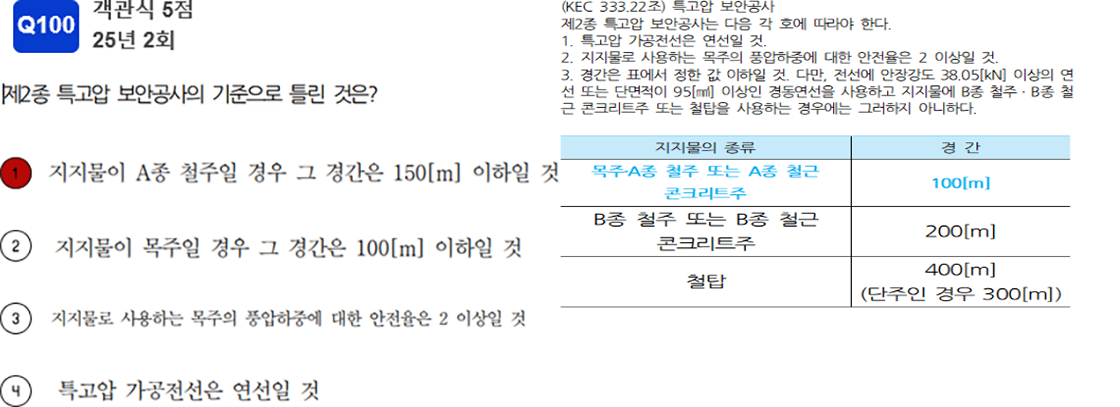 Q100
객관식 5점
25년 2회
제2종 특고압 보안공사의 기준으로 틀린 것은?
1 지지물이 A종 철주일 경우 그 경간은 150[m] 이하일 것
2 지지물이 목주일 경우 그 경간은 100[m] 이하일 것
3 지지물로 사용하는 목주의 풍압하중에 대한 안전율은 2 이상일 것
4 특고압 가공전선은 연선일 것
(KEC 333.22조) 특고압 보안공사
제2종 특고압 보안공사는 다음 각 호에 따라야 한다.
1. 특고압 가공전선은 연선일 것.
2. 지지물로 사용하는 목주의 풍압하중에 대한 안전율은 2 이상일 것.
3. 경간은 표에서 정한 값 이하일 것. 다만, 전선에 안장강도 38.05[kN] 이상의 연
선 또는 단면적이 95[㎟] 이상인 경동연선을 사용하고 지지물에 B종 철주 · B종 철
근 콘크리트주 또는 철탑을 사용하는 경우에는 그러하지 아니하다.
지지물의 종류 경 간
목주·A종 철주 또는 A종 철근
콘크리트주
100[m]
B종 철주 또는 B종 철근
콘크리트주
200[m]
철탑
400[m]
(단주인 경우 300[m])